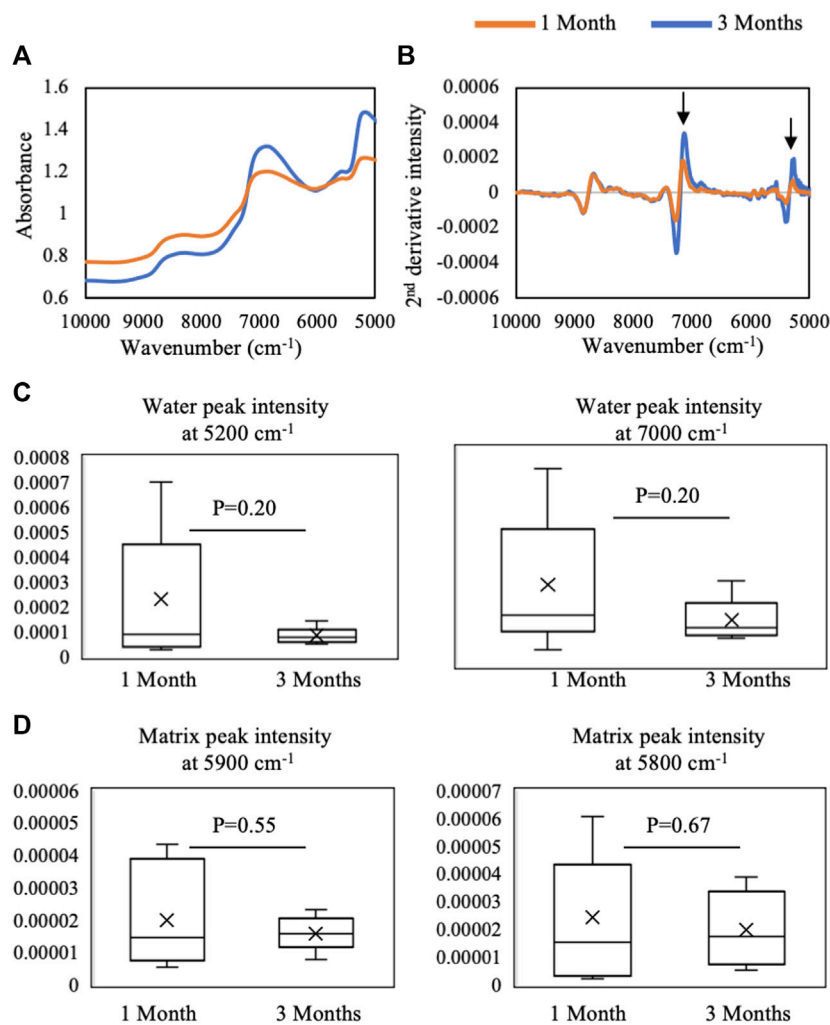 1 Month 3 Months
A
B
1.6
1.4
1.2
1
0.8
0.6
Absorbance
10000 9000 8000 7000 6000 5000
Wavenumber (cm-1)
0.0006
0.0004
0.0002
0
-0.0002
-0.0004
-0.0006
2nd derivative intensity
10000 9000 8000 7000 6000 5000
Wavenumber (cm-1)
C
Water peak intensity
at 5200 cm-1
0.0008
0.0007
0.0006
0.0005
0.0004
0.0003
0.0002
0.0001
0
P=0.20
1 Month 3 Months
Water peak intensity
at 7000 cm-1
P=0.20
1 Month 3 Months
D
Matrix peak intensity
at 5900 cm-1
0.00006
0.00005
0.00004
0.00003
0.00002
0.00001
0
P=0.55
1 Month 3 Months
Matrix peak intensity
at 5800 cm-1
0.00007
0.00006
0.00005
0.00004
0.00003
0.00002
0.00001
0
P=0.67
1 Month 3 Months